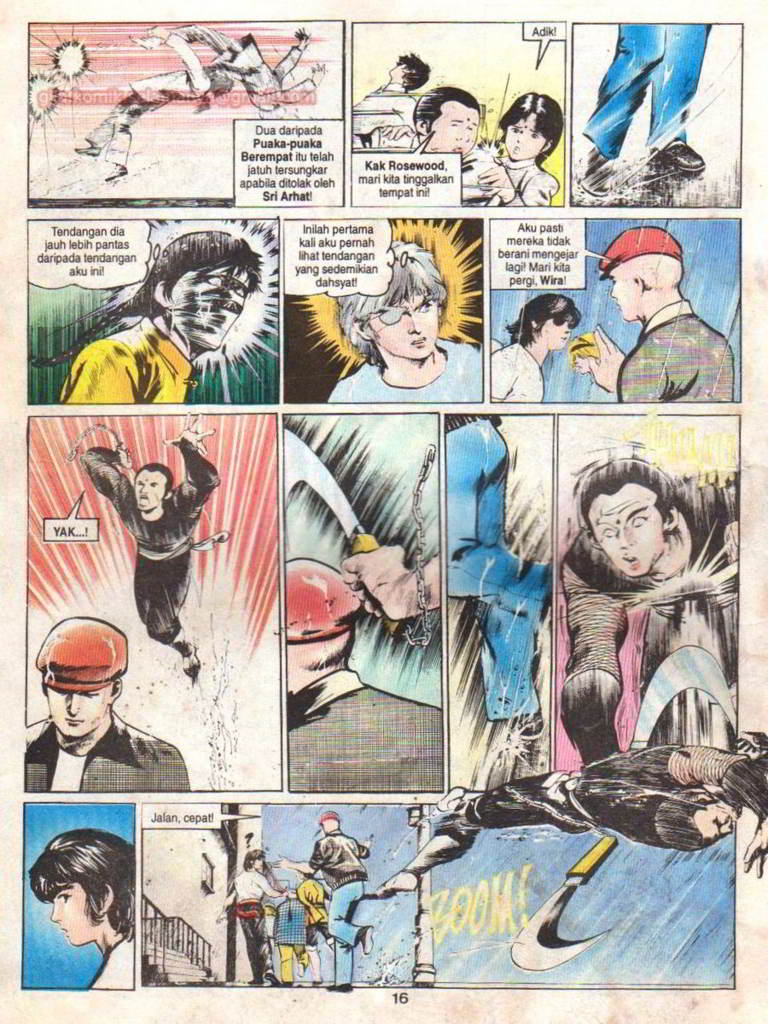 Dua daripada
Puaka-puaka
Berempat itu telah
jatuh tersungkar
apabila ditolak oleh
Sri Arhat!
Adik!
Kak Rosewood,
mari kita tinggalkan
tempat ini!
Tendangan dia
jauh lebih pantas
daripada tendangan
aku ini!
Inilah pertama
kali aku pernah
lihat tendangan
yang sedemikian
dahsyat!
Aku pasti
mereka tidak
berani mengejar
lagi! Mari kita
pergi, Wira!
YAK...!
Jalan, cepat!
BOOM!
16